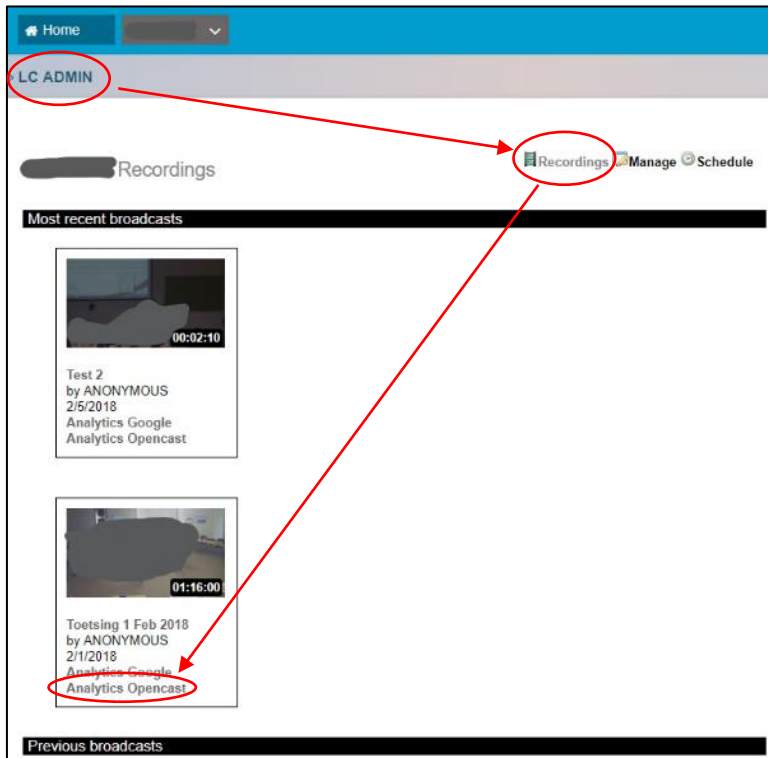 Home
LC ADMIN
Recordings
Recordings Manage Schedule
Most recent broadcasts
00:02:10
Test 2
by ANONYMOUS
2/5/2018
Analytics Google
Analytics Opencast
01:16:00
Toetsing 1 Feb 2018
by ANONYMOUS
2/1/2018
Analytics Google
Analytics Opencast
Previous broadcasts